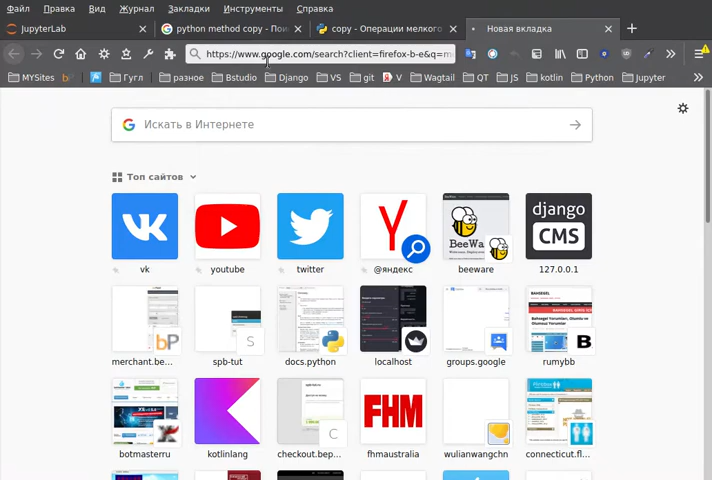 Файл Правка Вид Журнал Закладки Инструменты Справка
JupyterLab python method copy - Пои copy - Операции мелкого Новая вкладка
https://www.google.com/search?client=firefox-b-e&q=m
MYSites Гугл разное Bstudio Django VS git V Wagtail QT JS kotlin Python Jupyter
Искать в Интернете
Топ сайтов
django
CMS
BeeWa
vk youtube twitter @яндекс beeware 127.0.0.1
merchant.be... spb-tut docs.python localhost groups.google rumybb
FHM
botmasterru kotlinlang checkout.bep... fhmaustralia wulianwangchn connecticut.fl...